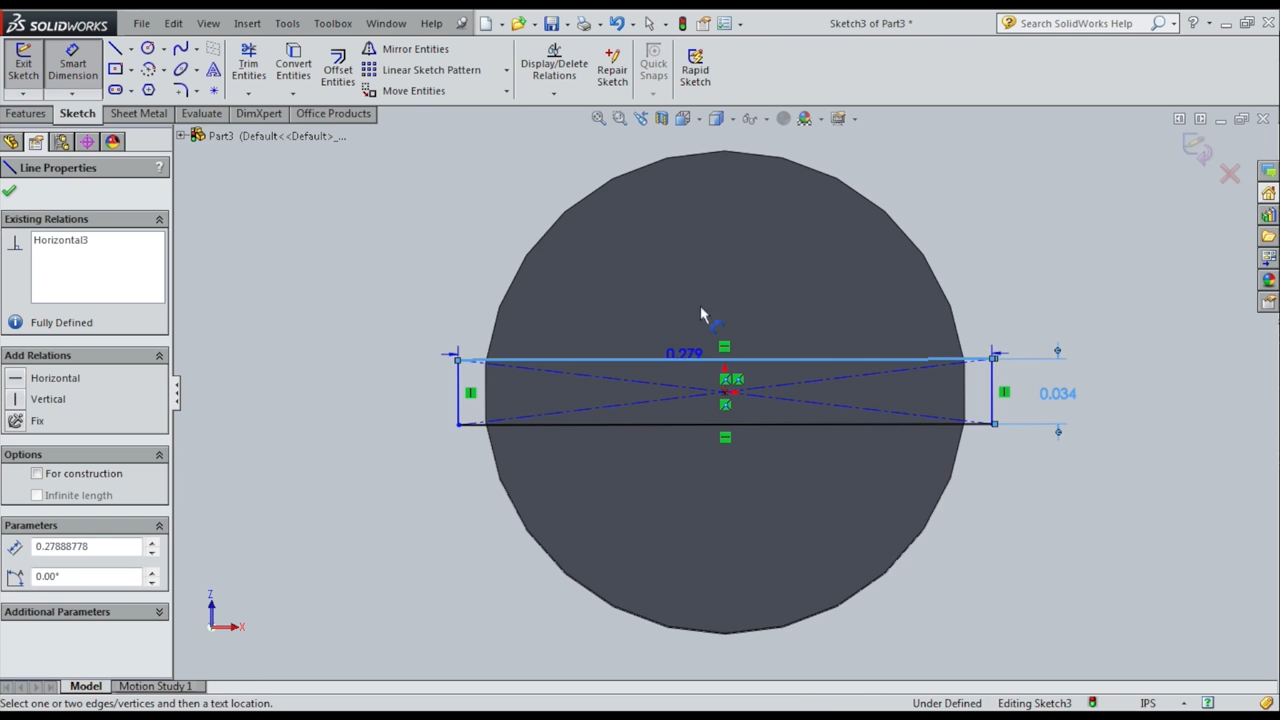 SOLIDWORKS File Edit View Insert Tools Toolbox Window Help Sketch3 of Part3 * Search SolidWorks Help ?
Exit Sketch
Smart Dimension
Trim Entities
Convert Entities
Offset Entities
Mirror Entities
Linear Sketch Pattern
Move Entities
Display/Delete Relations
Repair Sketch
Quick Snaps
Rapid Sketch
Features Sketch Sheet Metal Evaluate DimXpert Office Products
Part3 (Default<<Default>_...
Line Properties ?
Existing Relations
Horizontal3
Fully Defined
Add Relations
Horizontal
Vertical
Fix
Options
For construction
Infinite length
Parameters
0.27888778
0.00°
Additional Parameters
0.279
0.034
Z
X
Model Motion Study 1
Select one or two edges/vertices and then a text location. Under Defined Editing Sketch3 IPS ?